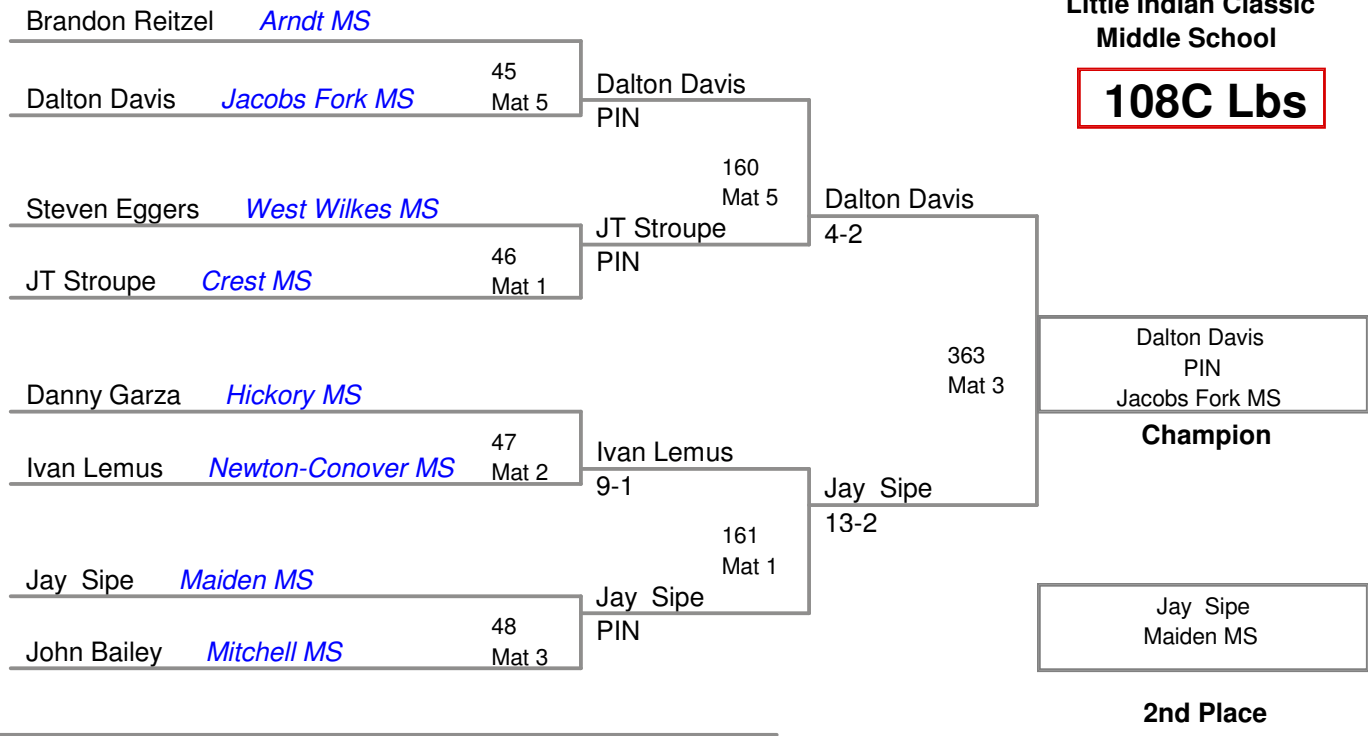 Little Indian Classic
Middle School
108C Lbs
Brandon Reitzel Arndt MS
45
Mat 5
Dalton Davis Jacobs Fork MS
Dalton Davis
PIN
160
Mat 5
Steven Eggers West Wilkes MS
46
Mat 1
JT Stroupe Crest MS
JT Stroupe
PIN
Dalton Davis
4-2
363
Mat 3
Danny Garza Hickory MS
47
Mat 2
Ivan Lemus Newton-Conover MS
Ivan Lemus
9-1
161
Mat 1
Jay Sipe Maiden MS
48
Mat 3
John Bailey Mitchell MS
Jay Sipe
PIN
Jay Sipe
13-2
Dalton Davis
PIN
Jacobs Fork MS
Champion
Jay Sipe
Maiden MS
2nd Place